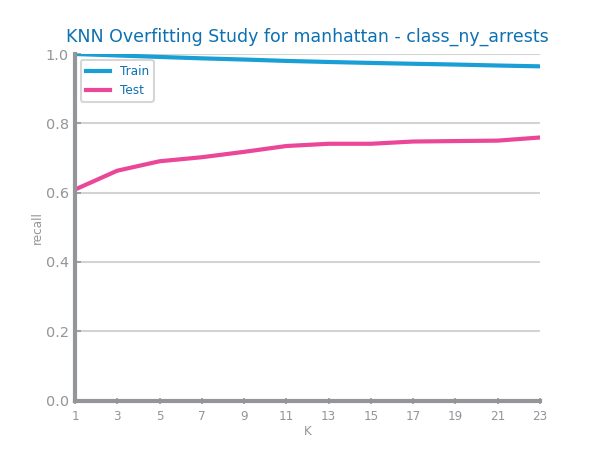 KNN Overfitting Study for manhattan - class_ny_arrests
1.0
Train
Test
0.8
0.6
recall
0.4
0.2
0.0
1 3 5 7 9 11 13 15 17 19 21 23
K